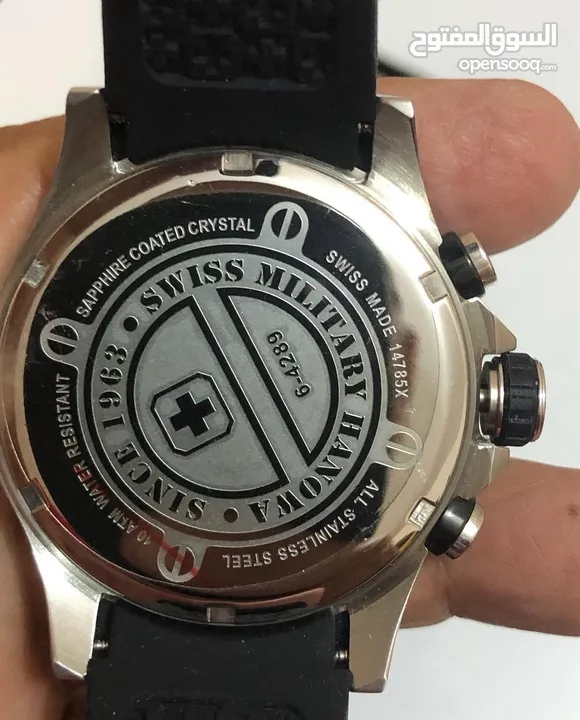 السوق المفتوح
opensooq.com
SAPPHIRE COATED CRYSTAL
SWISS MADE 14785X
ALL STAINLESS STEEL
10 ATM WATER RESISTANT
SWISS MILITARY HANOWA • SINCE 1963 •
6-4289